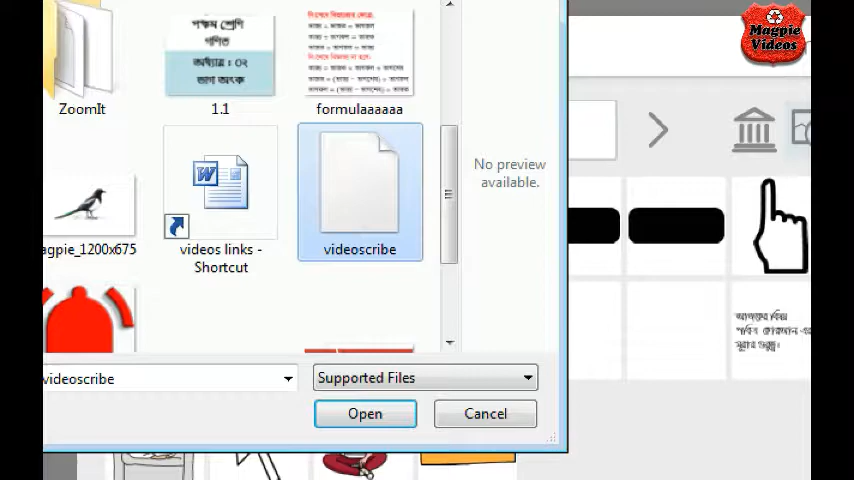 Magpie
Videos
পঞ্চম শ্রেণি
গণিত
অধ্যায় : ০২
ভাগ অংক
ZoomIt
1.1
formulaaaaaa
No preview
available.
agpie_1200x675
videos links -
Shortcut
videoscribe
videoscribe
Supported Files
Open
Cancel